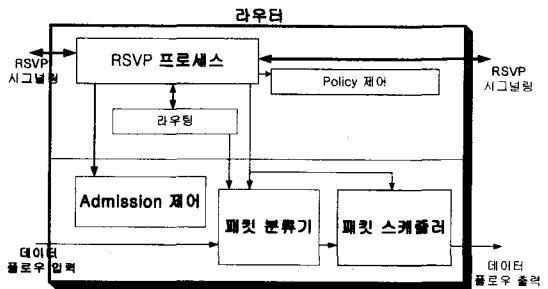 라우터
RSVP
시그널링
RSVP 프로세스
RSVP
시그널링
Policy 제어
라우팅
Admission 제어
패킷 분류기
패킷 스케쥴러
데이터
플로우 입력
데이터
플로우 출력